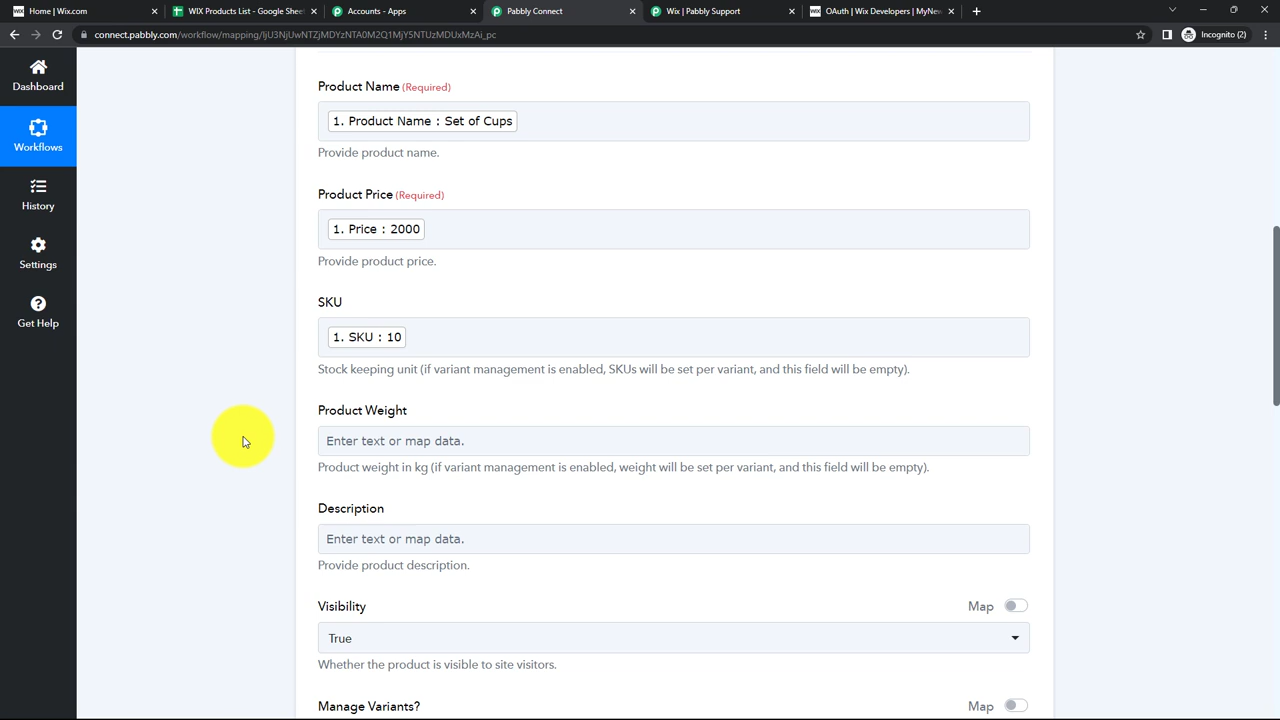 Home | Wix.com
WIX Products List - Google Sheet
Accounts - Apps
Pabbly Connect
Wix | Pabbly Support
OAuth | Wix Developers | MyNew
connect.pabbly.com/workflow/mapping/IjU3NjUwNTZjMDYzNTA0M2Q1MjY5NTUzMDUxMzAi_pc
Incognito (2)
Dashboard
Workflows
History
Settings
Get Help
Product Name (Required)
1. Product Name : Set of Cups
Provide product name.
Product Price (Required)
1. Price : 2000
Provide product price.
SKU
1. SKU : 10
Stock keeping unit (if variant management is enabled, SKUs will be set per variant, and this field will be empty).
Product Weight
Enter text or map data.
Product weight in kg (if variant management is enabled, weight will be set per variant, and this field will be empty).
Description
Enter text or map data.
Provide product description.
Visibility
Map
True
Whether the product is visible to site visitors.
Manage Variants?
Map